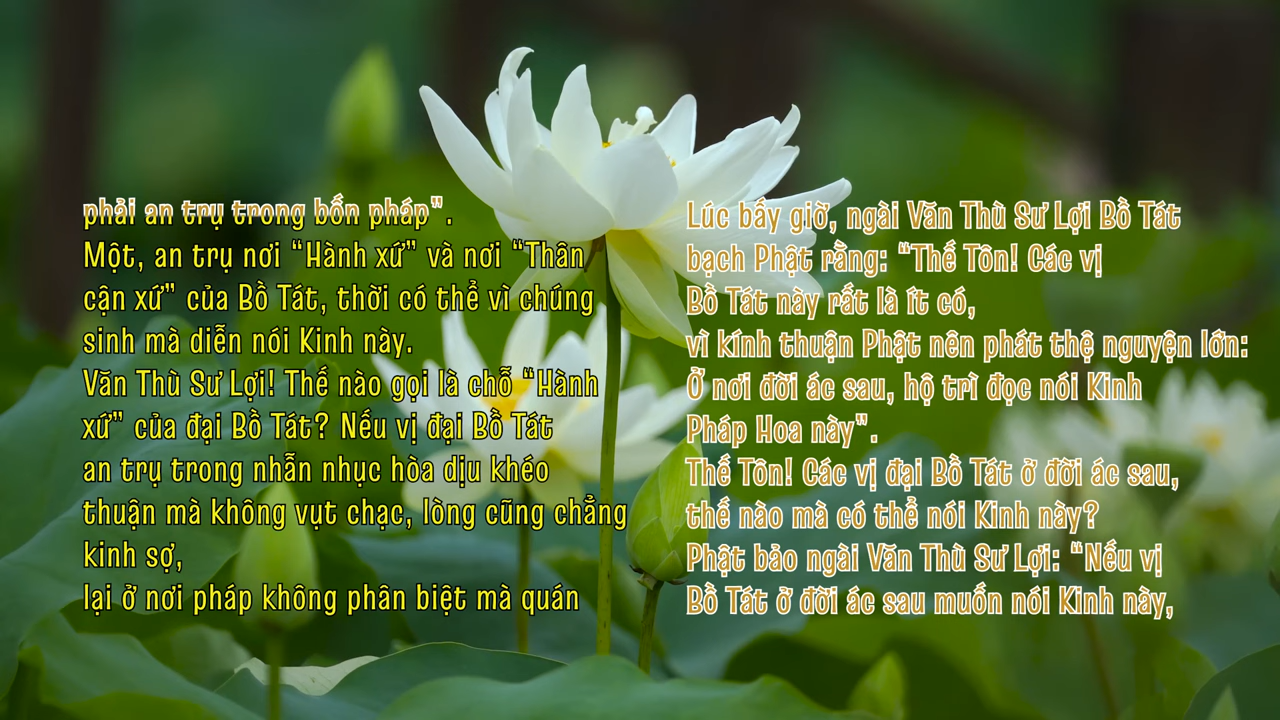 phải an trụ trong bốn pháp".
Một, an trụ nơi “Hành xứ” và nơi “Thân
cận xứ” của Bồ Tát, thời có thể vì chúng
sinh mà diễn nói Kinh này.
Văn Thù Sư Lợi! Thế nào gọi là chỗ “Hành
xứ” của đại Bồ Tát? Nếu vị đại Bồ Tát
an trụ trong nhẫn nhục hòa dịu khéo
thuận mà không vụt chạc, lòng cũng chẳng
kinh sợ,
lại ở nơi pháp không phân biệt mà quán
Lúc bấy giờ, ngài Văn Thù Sư Lợi Bồ Tát
bạch Phật rằng: “Thế Tôn! Các vị
Bồ Tát này rất là ít có,
vì kính thuận Phật nên phát thệ nguyện lớn:
Ở nơi đời ác sau, hộ trì đọc nói Kinh
Pháp Hoa này”.
Thế Tôn! Các vị đại Bồ Tát ở đời ác sau,
thế nào mà có thể nói Kinh này?
Phật bảo ngài Văn Thù Sư Lợi: “Nếu vị
Bồ Tát ở đời ác sau muốn nói Kinh này,